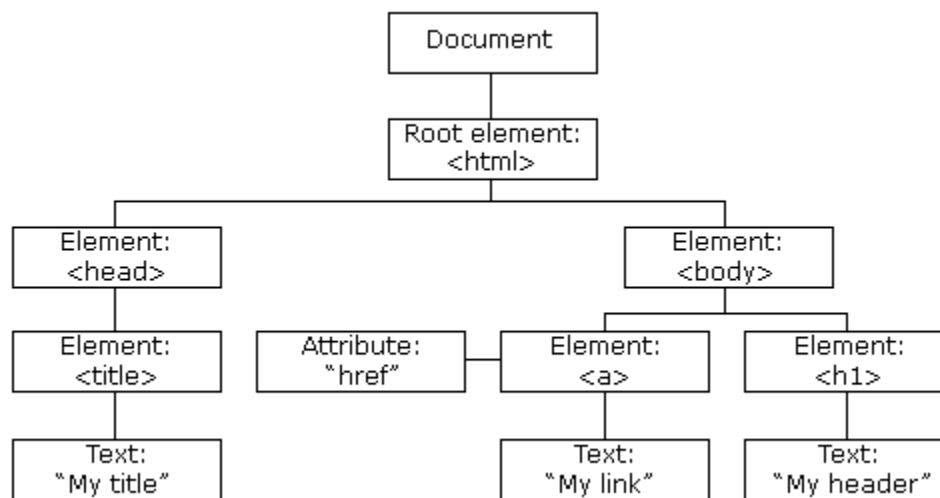 Document
Root element:
<html>
Element:
<head>
Element:
<body>
Element:
<title>
Attribute:
“href”
Element:
<a>
Element:
<h1>
Text:
“My title”
Text:
“My link”
Text:
“My header”